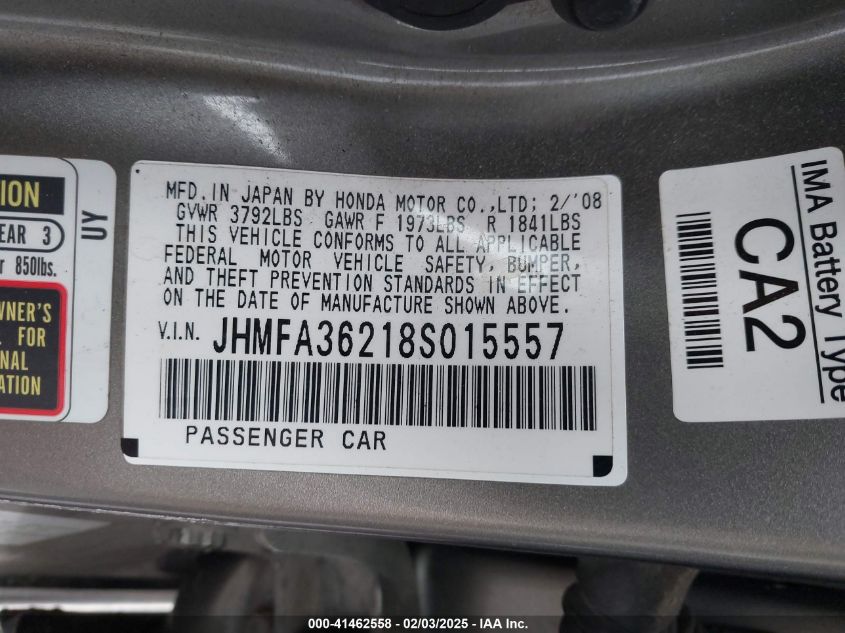 ION
EAR 3
850lbs.
WNER'S
L FOR
NAL
ATION
UY
MFD. IN JAPAN BY HONDA MOTOR CO.,LTD; 2/'08
GVWR 3792LBS GAWR F 1973LBS R 1841LBS
THIS VEHICLE CONFORMS TO ALL APPLICABLE
FEDERAL MOTOR VEHICLE SAFETY, BUMPER,
AND THEFT PREVENTION STANDARDS IN EFFECT
ON THE DATE OF MANUFACTURE SHOWN ABOVE.
V.I.N. JHMFA36218S015557
PASSENGER CAR
IMA Battery Type
CA2
000-41462558 - 02/03/2025 - IAAI - IAA Inc.